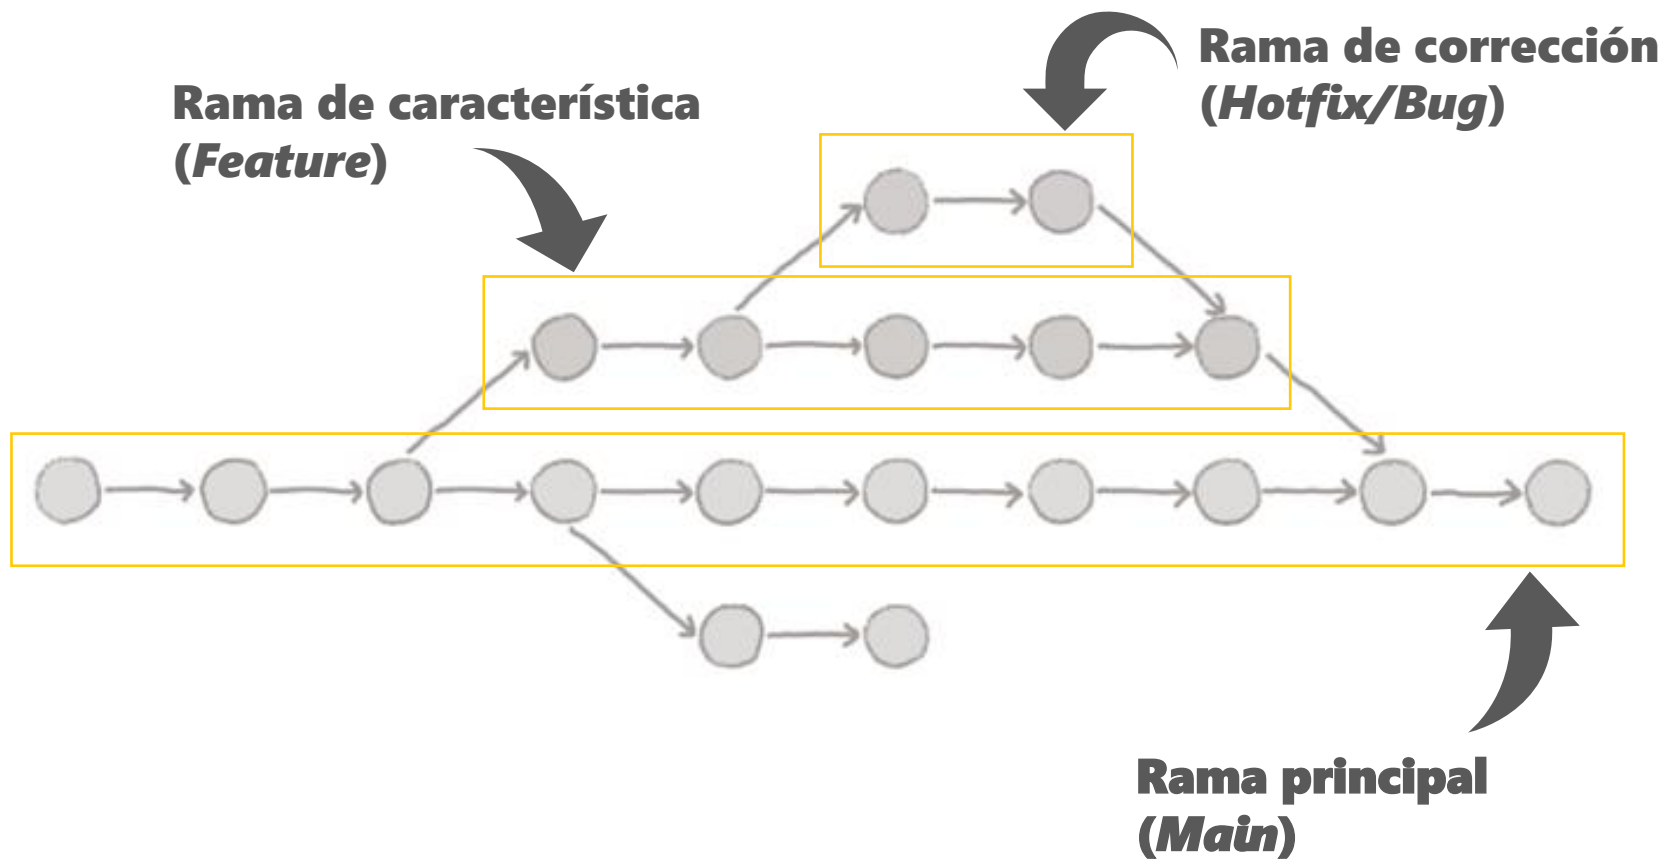 Rama de corrección
(Hotfix/Bug)
Rama de característica
(Feature)
Rama principal
(Main)